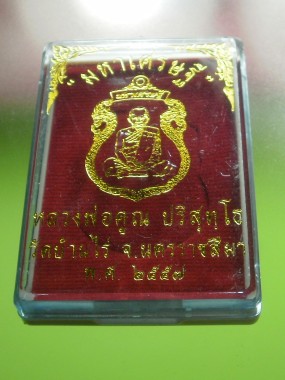 "มหาเศรษฐี"
หลวงพ่อคูณ ปริสุทฺโธ
วัดบ้านไร่ จ.นครราชสีมา
พ.ศ. ๒๕๕๗